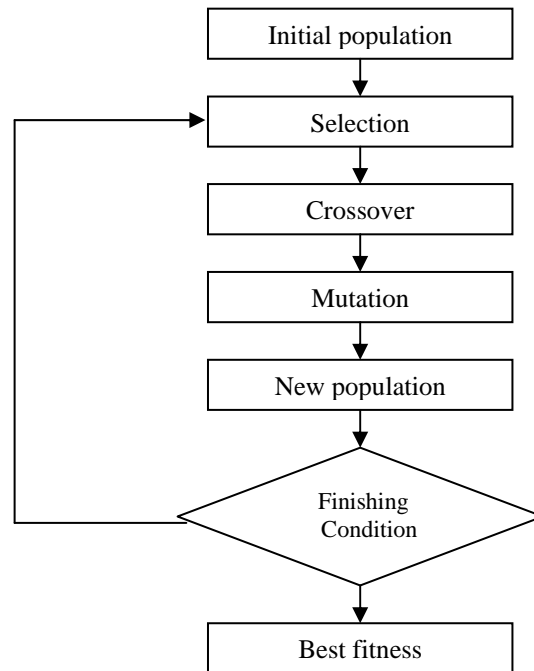 Initial population
Selection
Crossover
Mutation
New population
Finishing
Condition
Best fitness